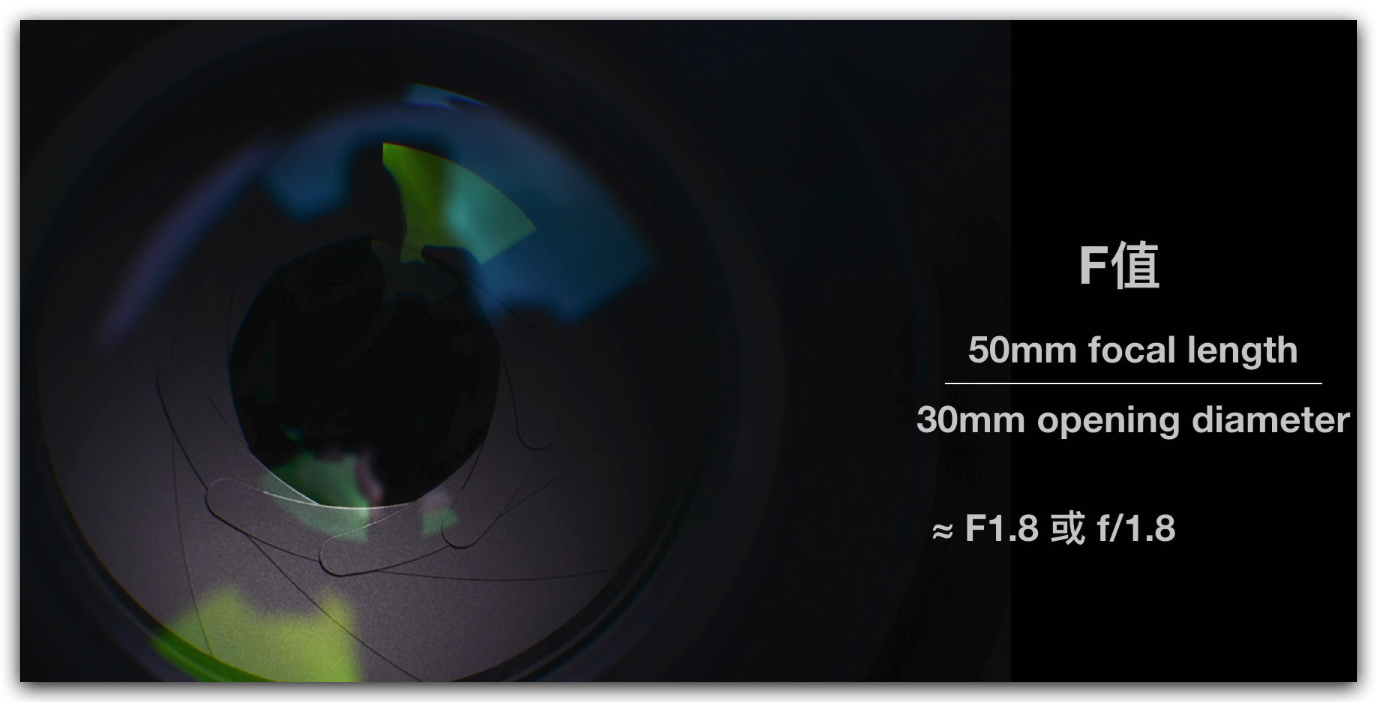 F值
50mm focal length
30mm opening diameter
≈ F1.8 或 f/1.8